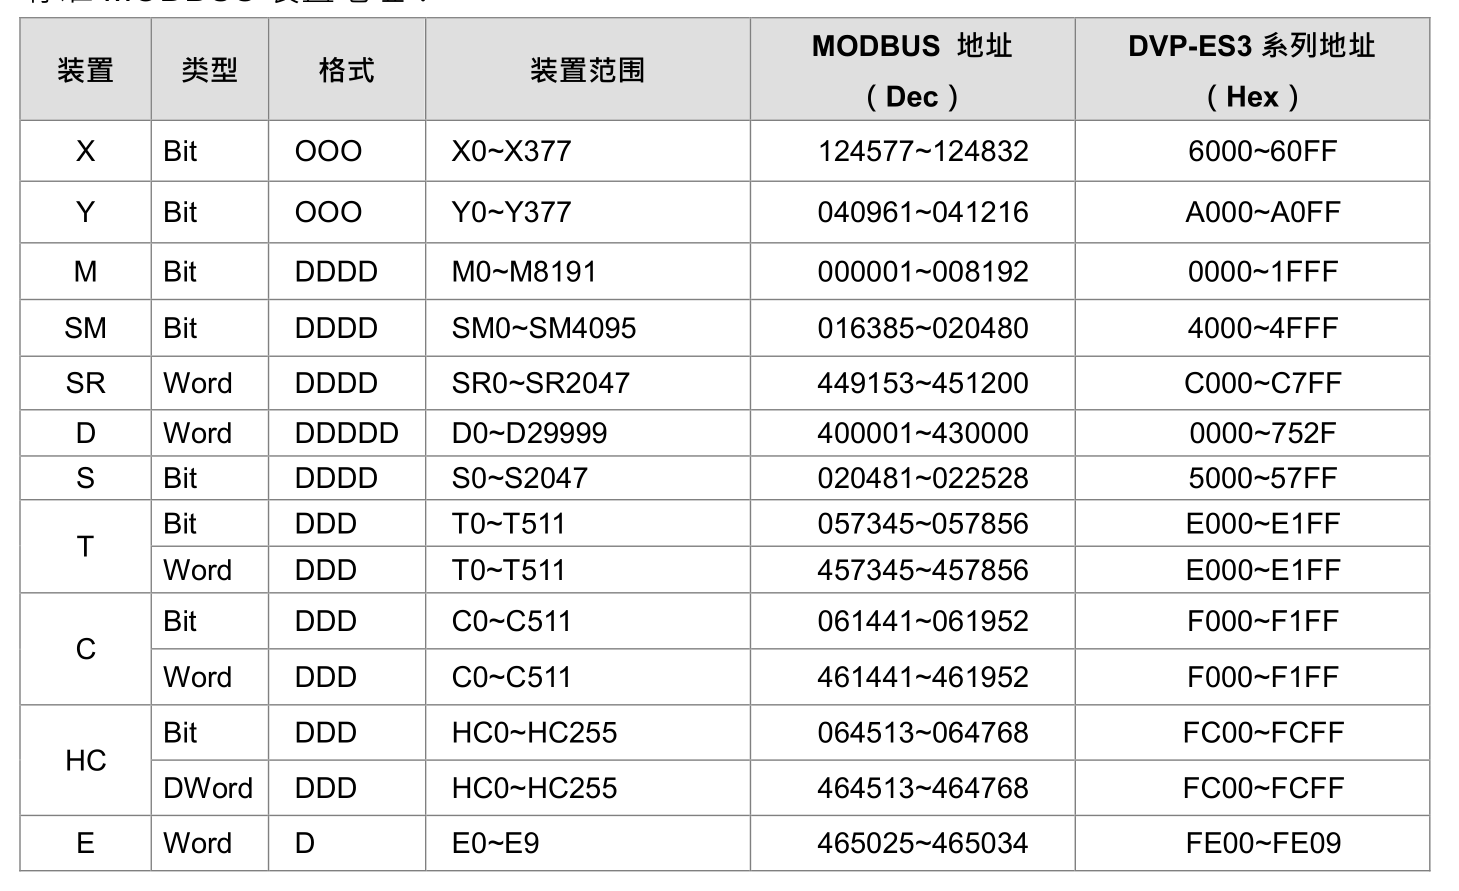 MODBUS
装置 类型 格式 装置范围 MODBUS 地址 (Dec) DVP-ES3 系列地址 (Hex)
X Bit OOO X0~X377 124577~124832 6000~60FF
Y Bit OOO Y0~Y377 040961~041216 A000~A0FF
M Bit DDDD M0~M8191 000001~008192 0000~1FFF
SM Bit DDDD SM0~SM4095 016385~020480 4000~4FFF
SR Word DDDD SR0~SR2047 449153~451200 C000~C7FF
D Word DDDDD D0~D29999 400001~430000 0000~752F
S Bit DDDD S0~S2047 020481~022528 5000~57FF
T Bit DDD T0~T511 057345~057856 E000~E1FF
Word DDD T0~T511 457345~457856 E000~E1FF
C Bit DDD C0~C511 061441~061952 F000~F1FF
Word DDD C0~C511 461441~461952 F000~F1FF
HC Bit DDD HC0~HC255 064513~064768 FC00~FCFF
DWord DDD HC0~HC255 464513~464768 FC00~FCFF
E Word D E0~E9 465025~465034 FE00~FE09